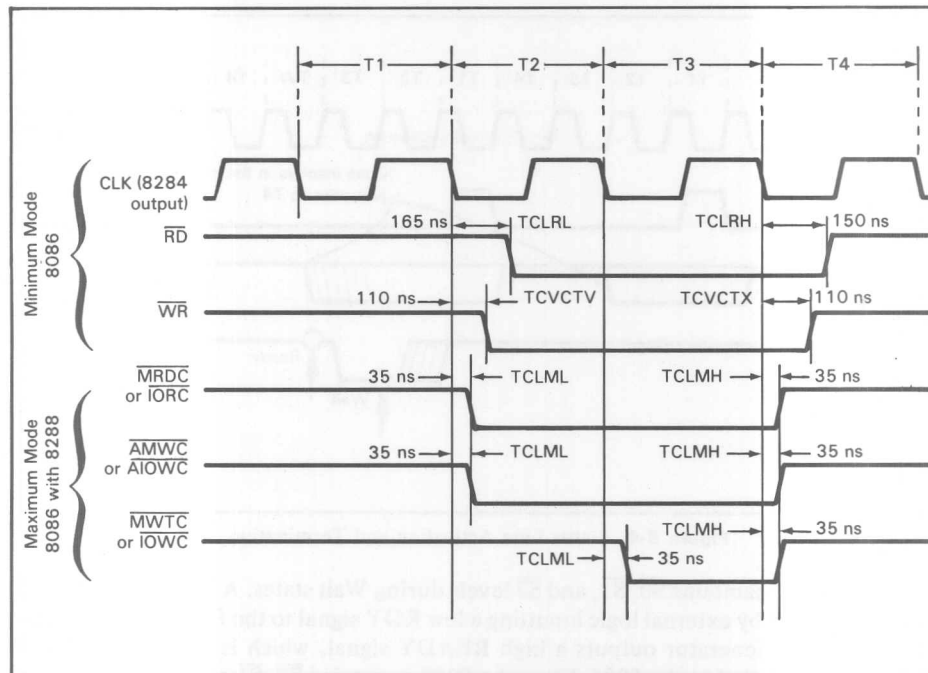 T1 T2 T3 T4
CLK (8284
output)
165 ns TCLRL TCLRH 150 ns
RD
Minimum Mode
8086
110 ns TCVCTV TCVCTX 110 ns
WR
MRDC
or IORC
35 ns TCLML TCLMH 35 ns
AMWC
or AIOWC
35 ns TCLML TCLMH 35 ns
MWTC
or IOWC
TCLMH 35 ns
TCLML 35 ns
Maximum Mode
8086 with 8288